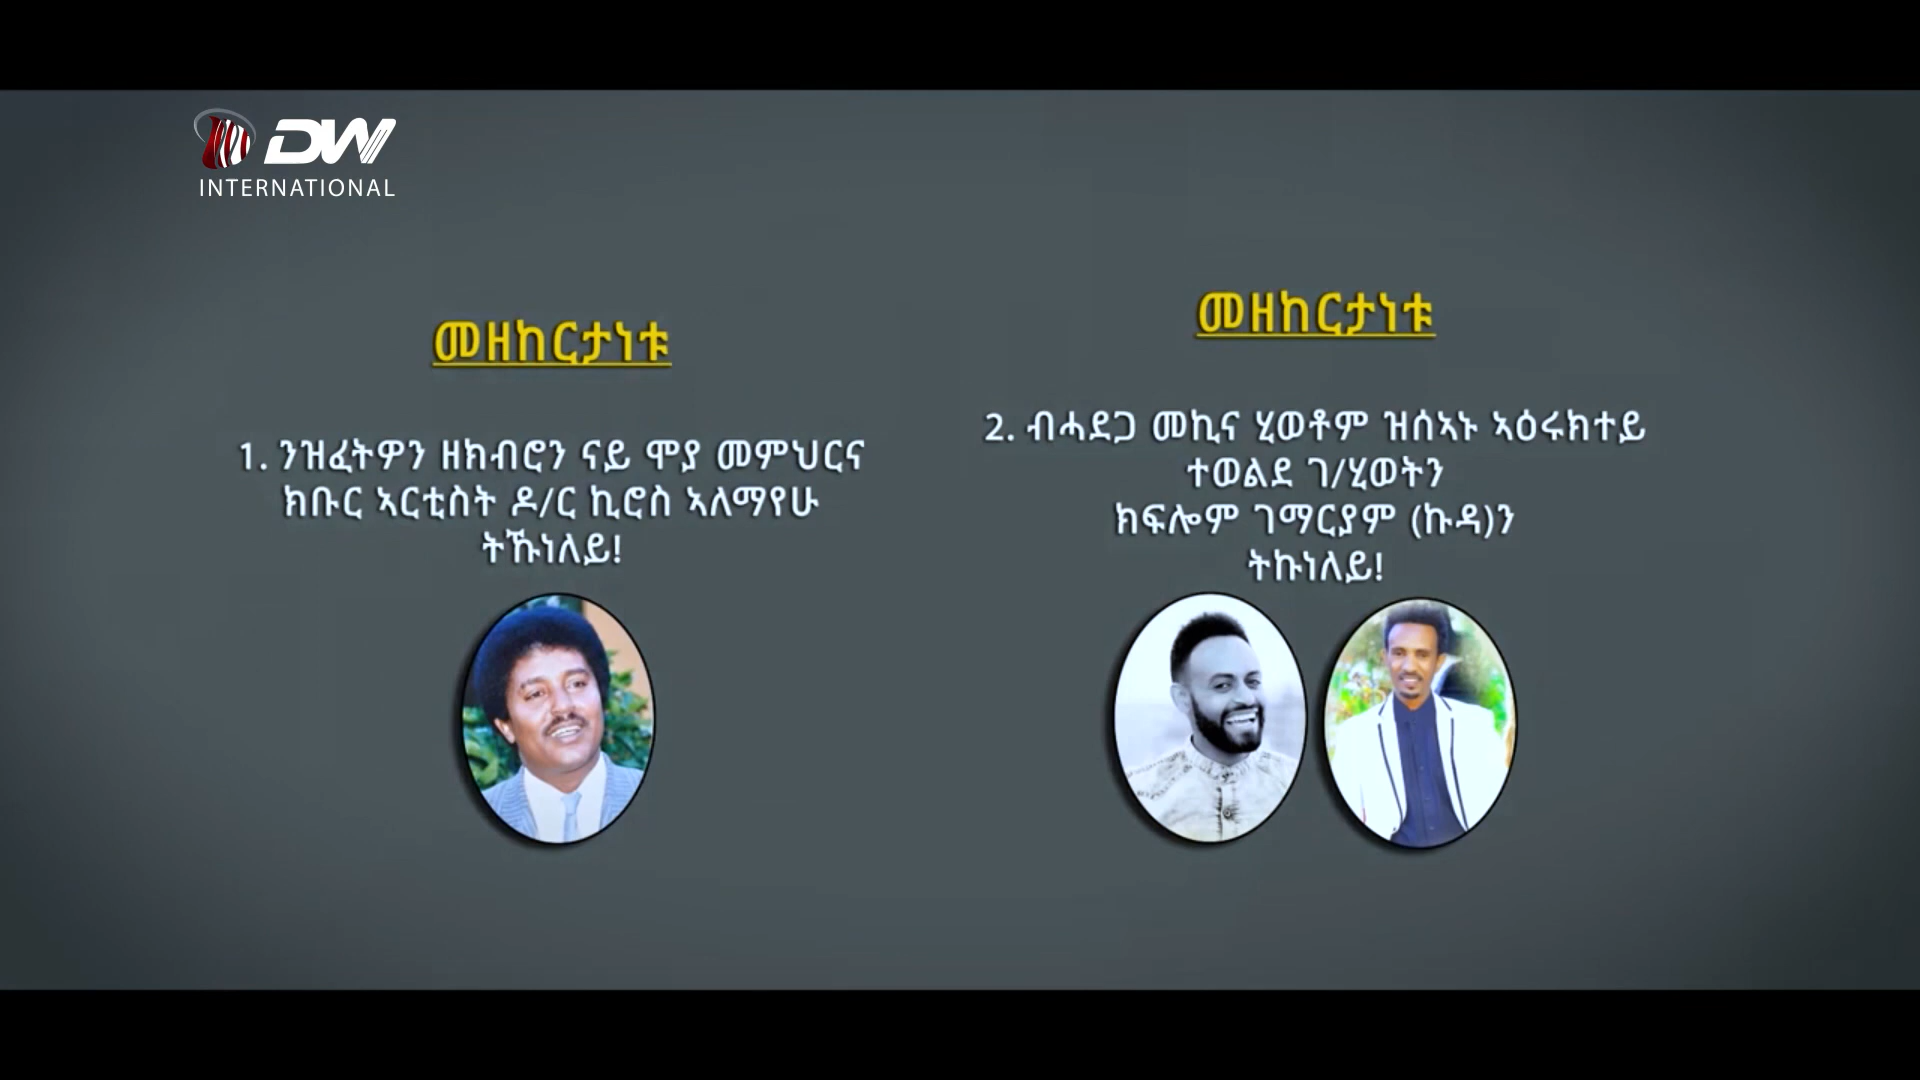 DW
INTERNATIONAL
መዘከርታነቱ
1. ንዝፈትዎን ዘክብሮን ናይ ሞያ መምህርና
ክቡር ኣርቲስት ዶ/ር ኪሮስ ኣለማየሁ
ትኹነለይ!
መዘከርታነቱ
2. ብሓደጋ መኪና ሂወቶም ዝሰኣኑ ኣዕሩክተይ
ተወልደ ገ/ሂወትን
ክፍሎም ገማርያም (ኩዳ)ን
ትኩነለይ!